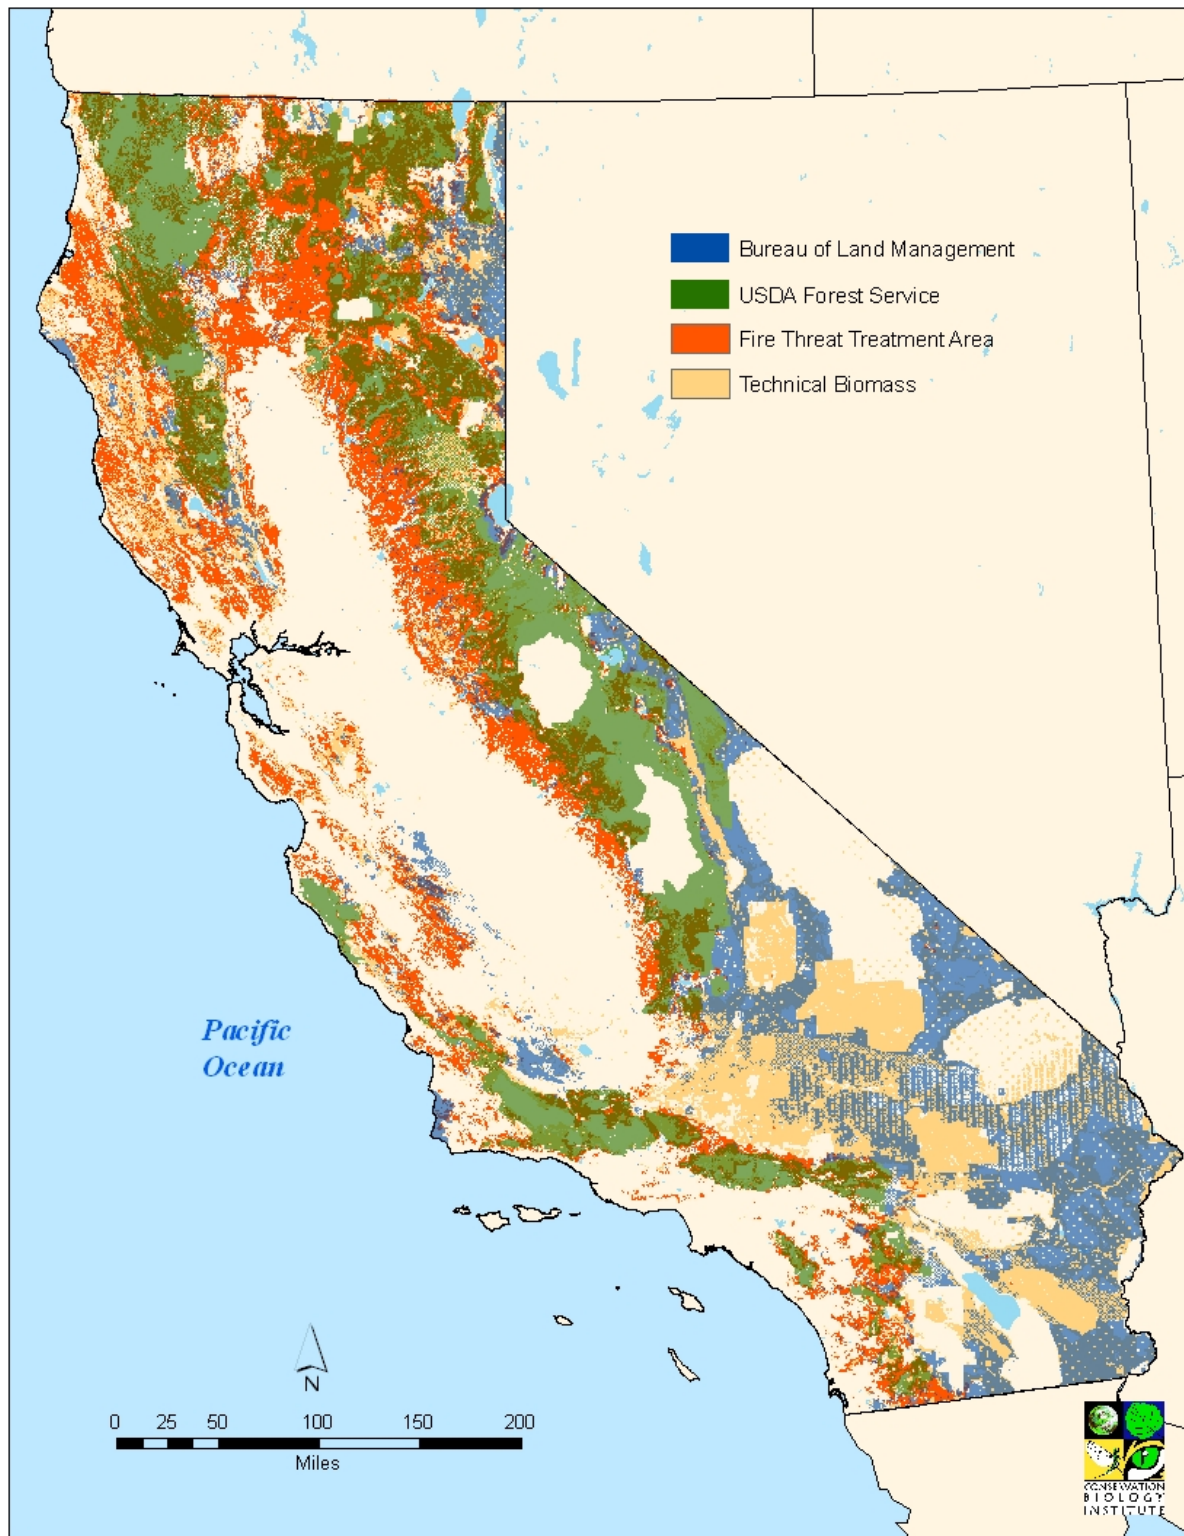 Bureau of Land Management
USDA Forest Service
Fire Threat Treatment Area
Technical Biomass
Pacific
Ocean
N
0 25 50 100 150 200
Miles
CONSERVATION
BIOLOGY
INSTITUTE